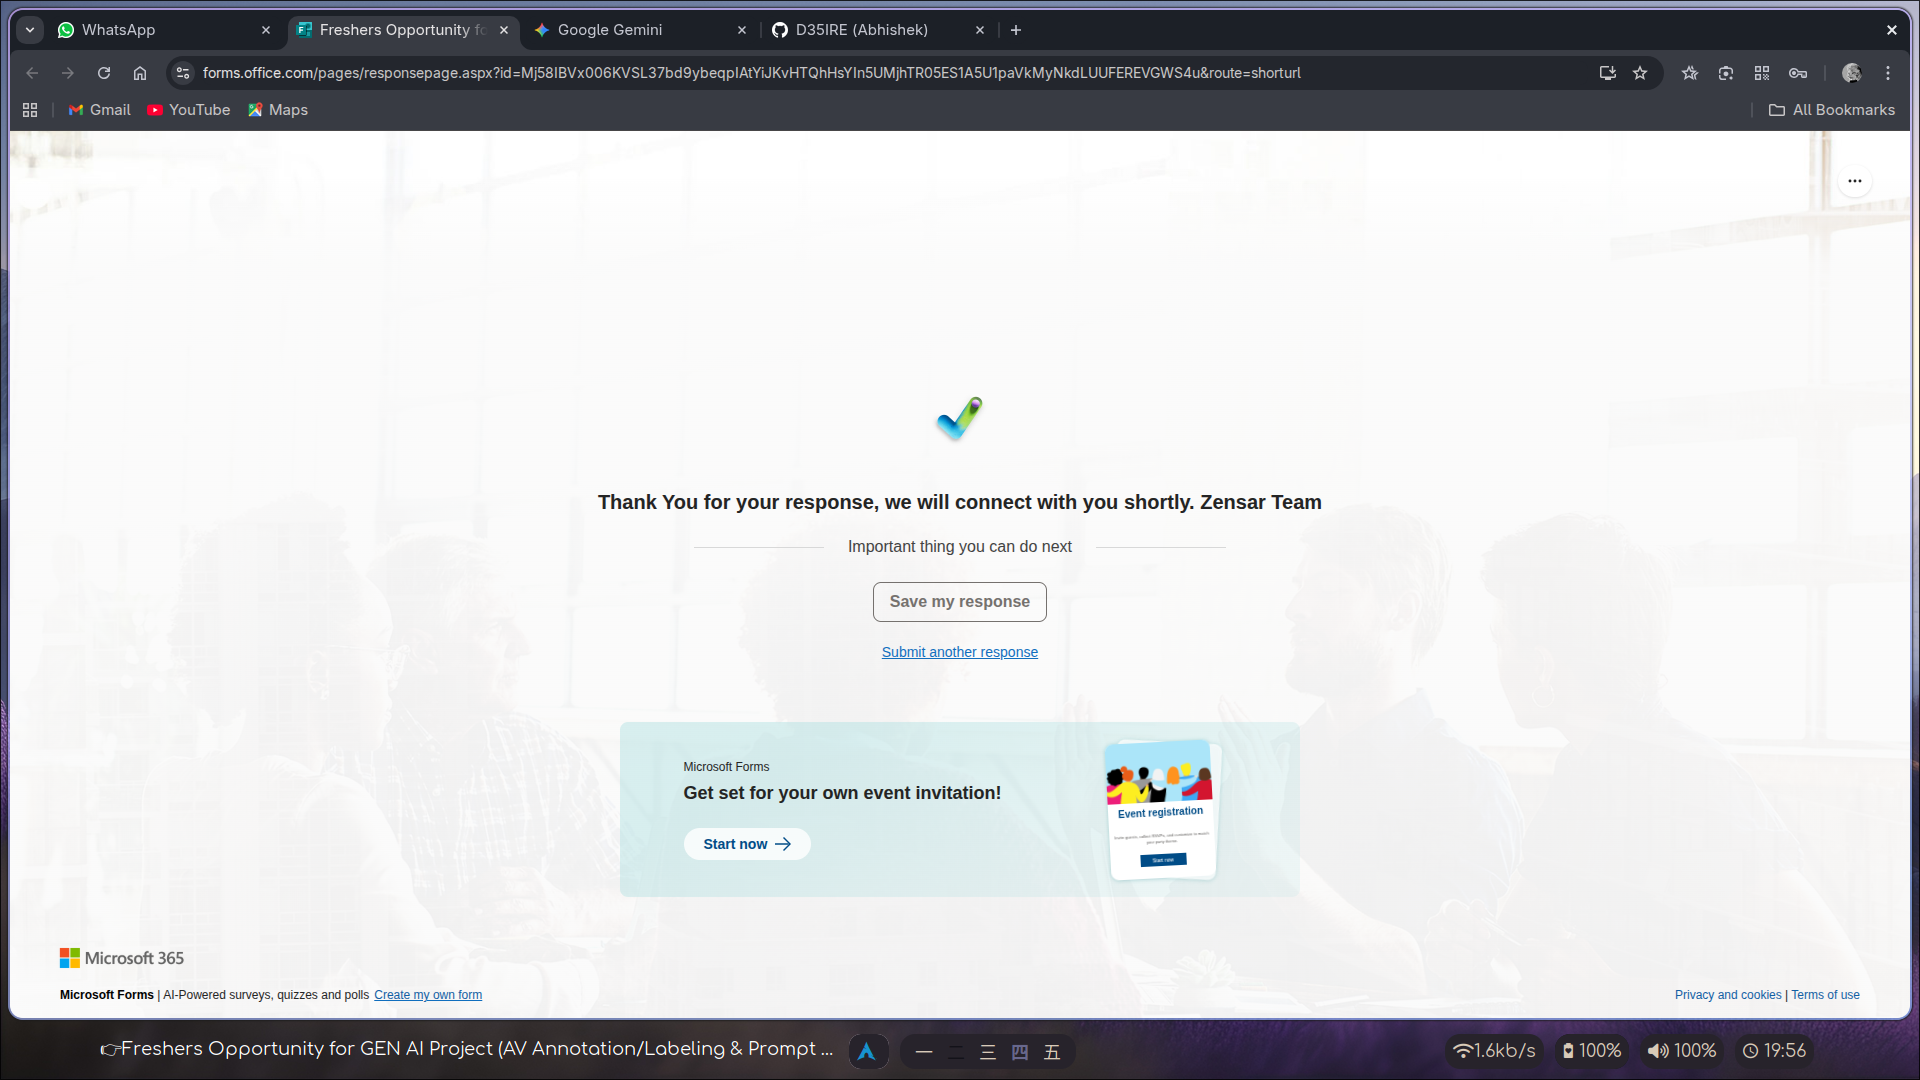 WhatsApp
Freshers Opportunity fo
Google Gemini
D35IRE (Abhishek)
forms.office.com/pages/responsepage.aspx?id=Mj58IBVx006KVSL37bd9ybeqpIAtYiJKvHTQhHsYIn5UMjhTR05ES1A5U1paVkMyNkdLUUFEREVGWS4u&route=shorturl
Gmail
YouTube
Maps
All Bookmarks
Thank You for your response, we will connect with you shortly. Zensar Team
Important thing you can do next
Save my response
Submit another response
Microsoft Forms
Get set for your own event invitation!
Start now
Event registration
Start now
Microsoft 365
Microsoft Forms | AI-Powered surveys, quizzes and polls Create my own form
Privacy and cookies | Terms of use
👉Freshers Opportunity for GEN AI Project (AV Annotation/Labeling & Prompt ...
一 二 三 四 五
1.6kb/s
100%
100%
19:56